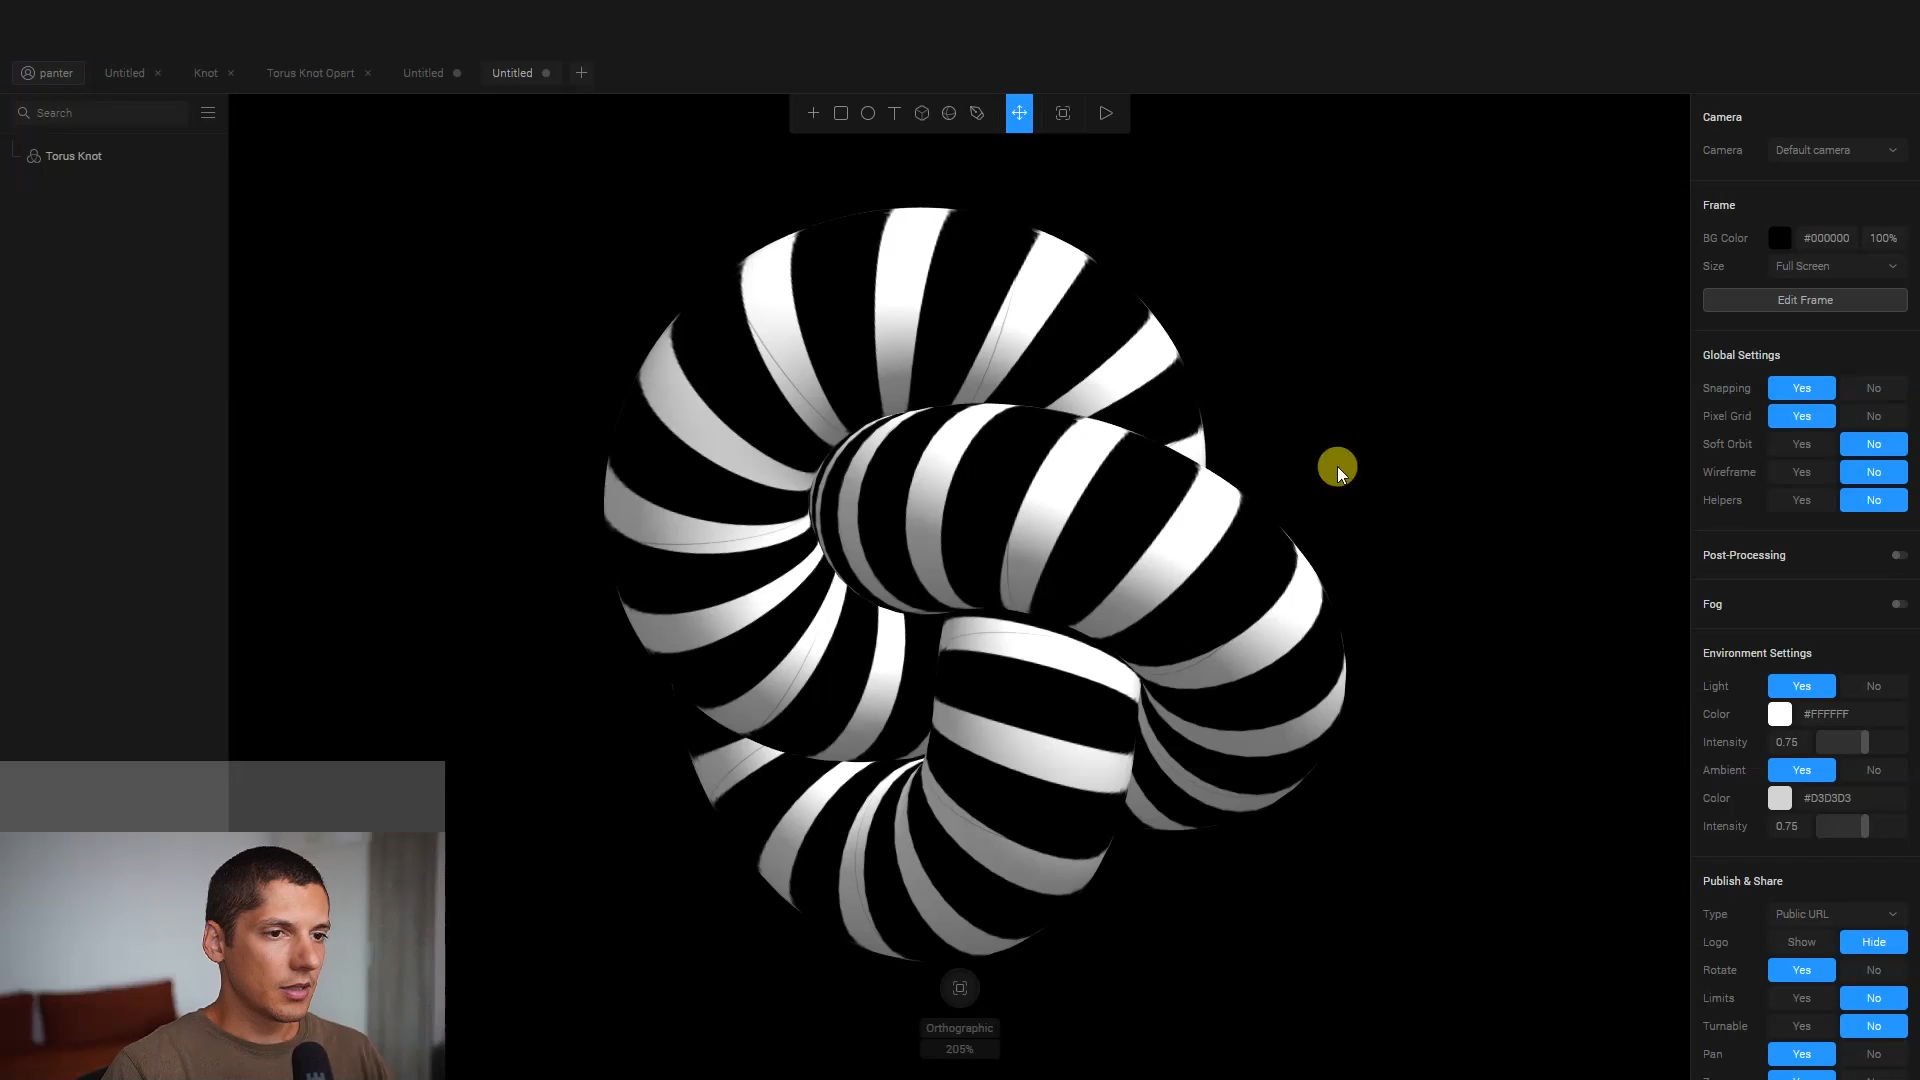 panter
Untitled
Knot
Torus Knot Opart
Untitled
Untitled
Search
Torus Knot
Orthographic
205%
Camera
Camera
Default camera
Frame
BG Color
#000000
100%
Size
Full Screen
Edit Frame
Global Settings
Snapping
Yes
No
Pixel Grid
Yes
No
Soft Orbit
Yes
No
Wireframe
Yes
No
Helpers
Yes
No
Post-Processing
Fog
Environment Settings
Light
Yes
No
Color
#FFFFFF
Intensity
0.75
Ambient
Yes
No
Color
#D3D3D3
Intensity
0.75
Publish & Share
Type
Public URL
Logo
Show
Hide
Rotate
Yes
No
Limits
Yes
No
Turnable
Yes
No
Pan
Yes
No